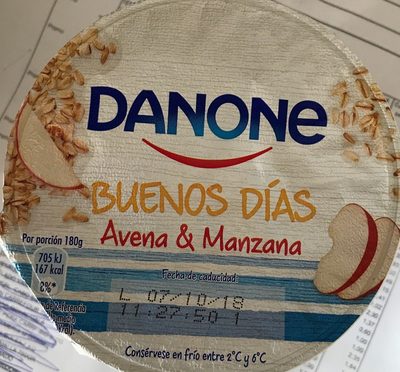 DANONE
BUENOS DÍAS
Avena & Manzana
Por porción 180g
705 kJ
167 kcal
Fecha de caducidad:
L 07/10/18
11:27:50 1
Consérvese en frío entre 2°C y 6°C